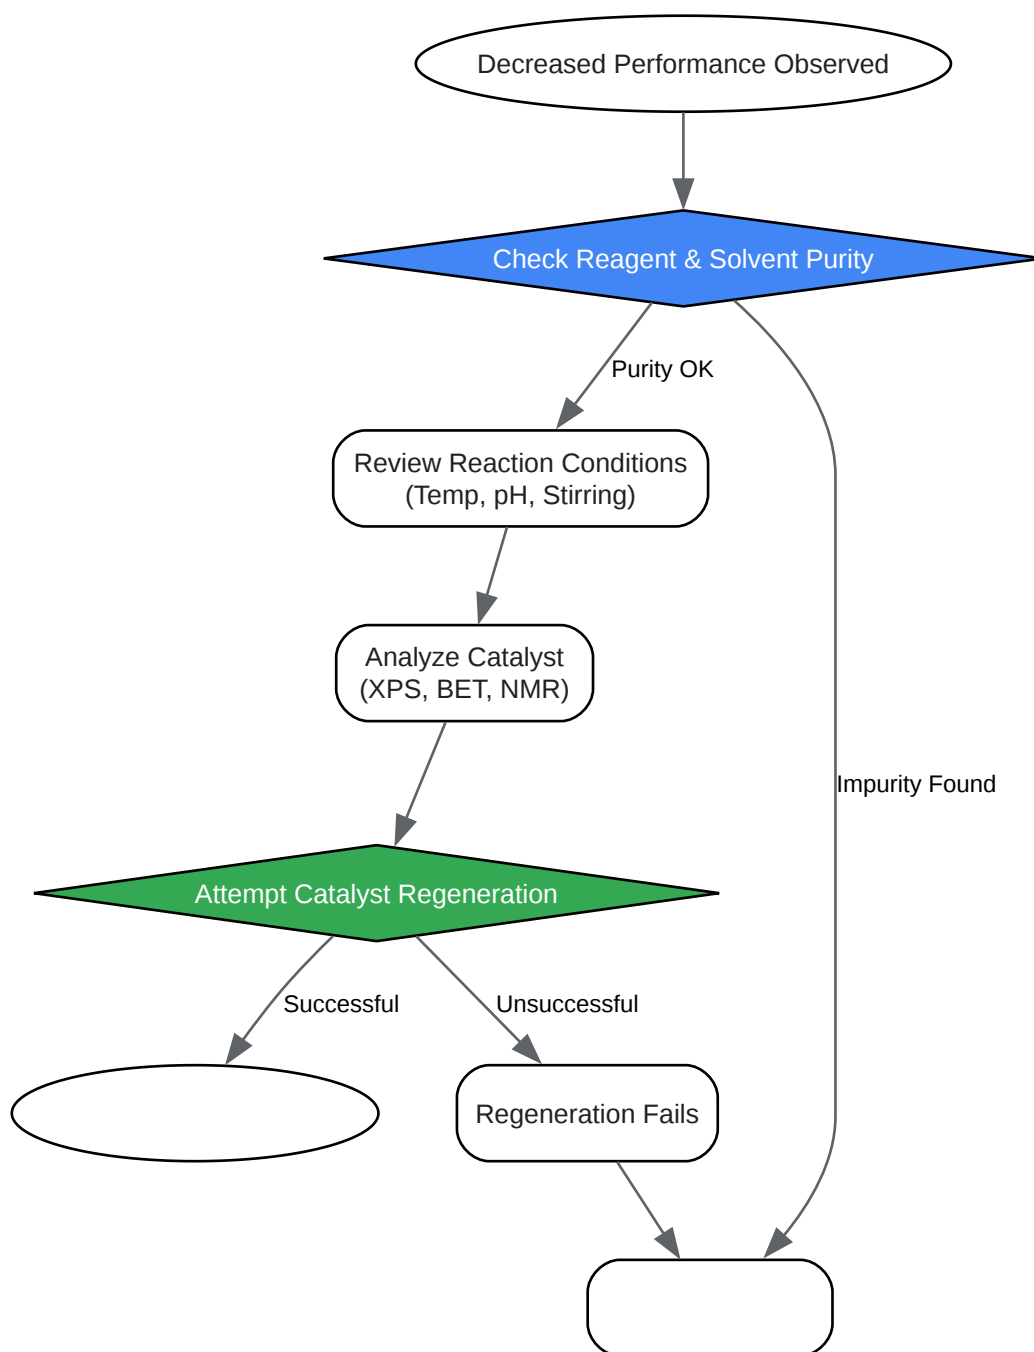 Decreased Performance Observed
Check Reagent & Solvent Purity
Purity OK
Review Reaction Conditions
(Temp, pH, Stirring)
Analyze Catalyst
(XPS, BET, NMR)
Impurity Found
Attempt Catalyst Regeneration
Successful
Unsuccessful
Regeneration Fails